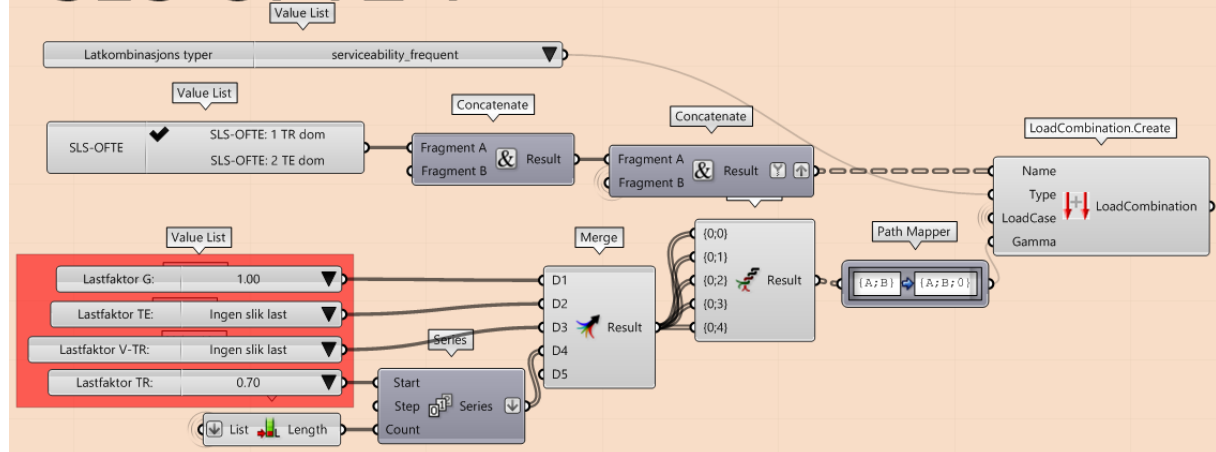 Value List
Latkombinasjons typer serviceability_frequent
Value List
SLS-OFTE SLS-OFTE: 1 TR dom
SLS-OFTE: 2 TE dom
Concatenate
Fragment A
Fragment B
& Result
Concatenate
Fragment A
Fragment B
& Result
LoadCombination.Create
Name
Type
LoadCase
Gamma
LoadCombination
Value List
Lastfaktor G: 1.00
Lastfaktor TE: Ingen slik last
Lastfaktor V-TR: Ingen slik last
Lastfaktor TR: 0.70
List Length
Series
Start
Step
Count
Series
Merge
D1
D2
D3
D4
D5
Result
{0;0}
{0;1}
{0;2}
{0;3}
{0;4}
Result
Path Mapper
{A;B} {A;B;0}